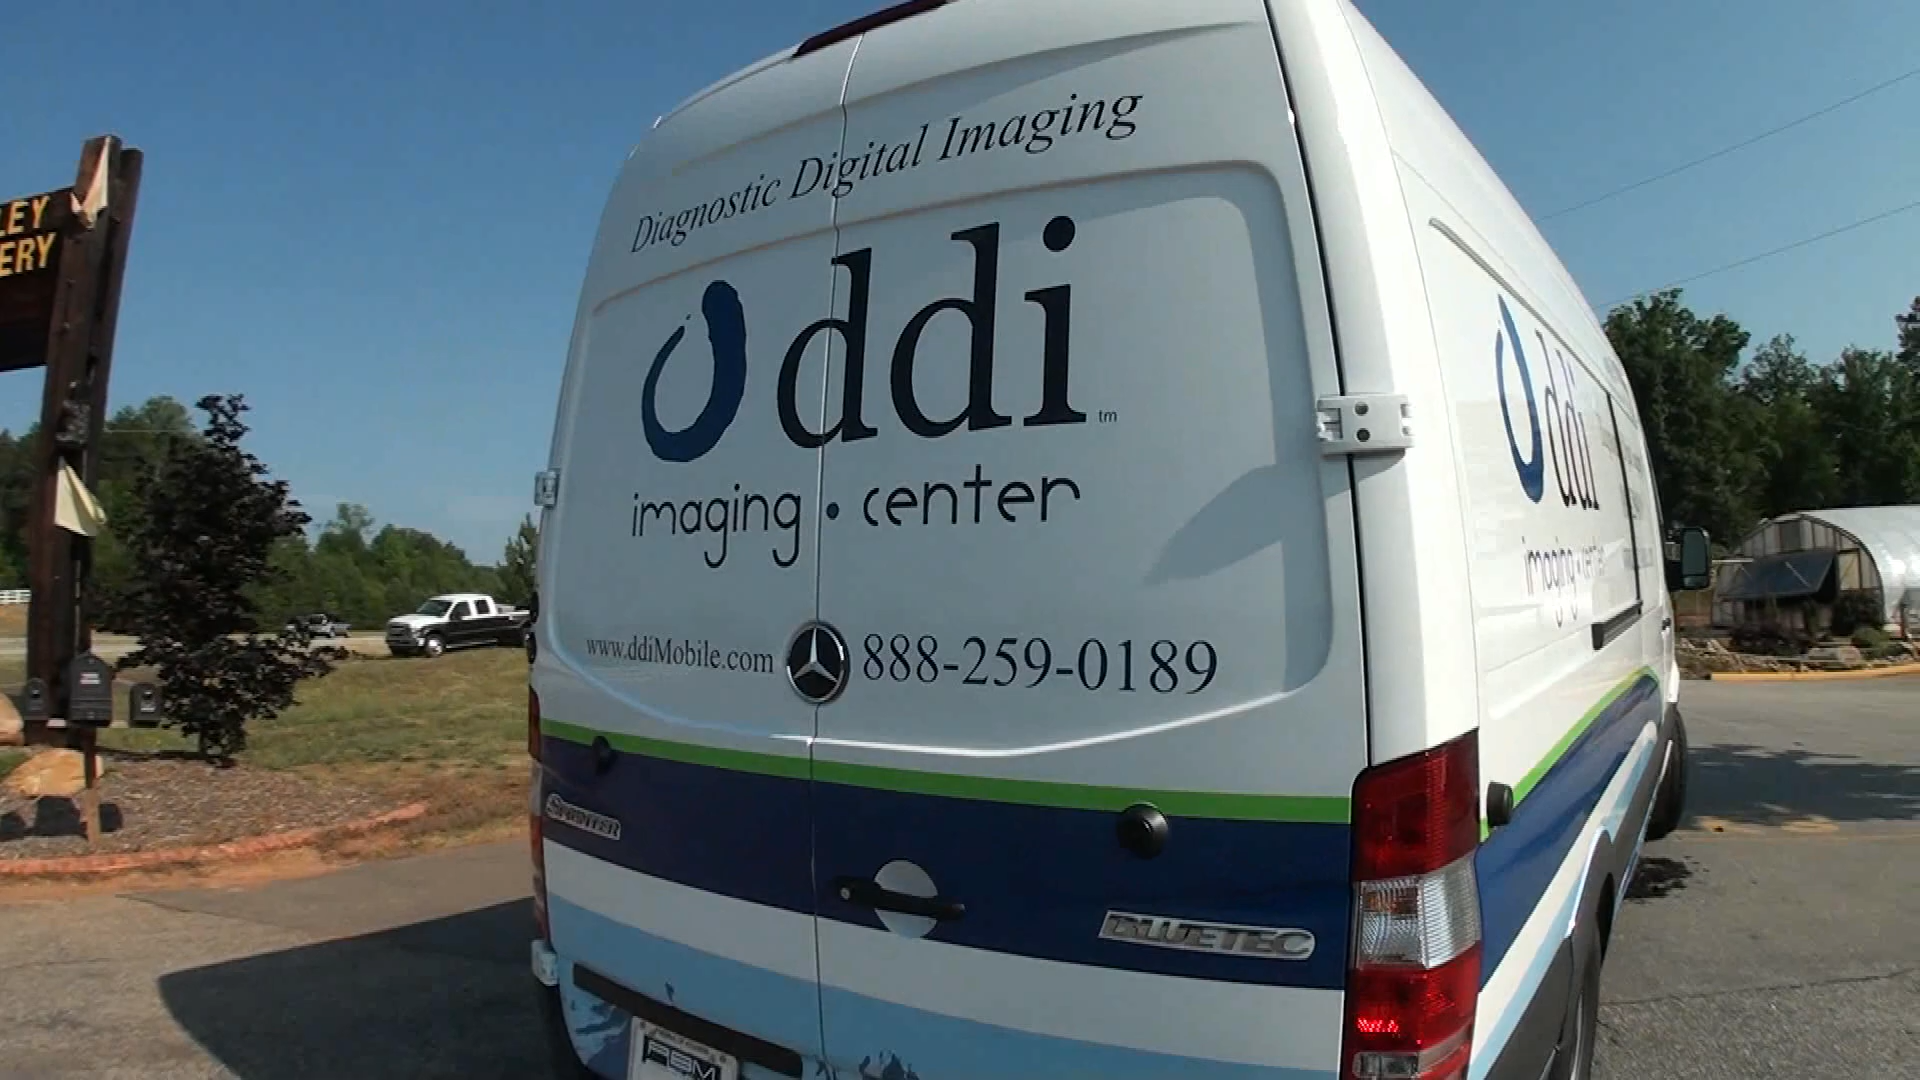 LEY
ERY
Diagnostic Digital Imaging
ddi tm
imaging • center
www.ddiMobile.com 888-259-0189
SPRINTER
BLUETEC
ddi
imaging • center